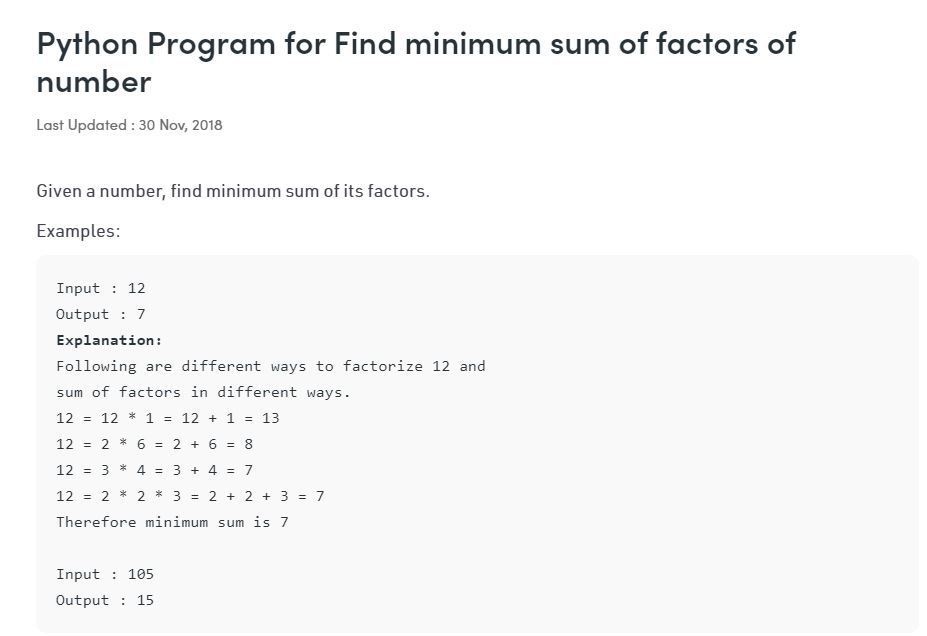 Python Program for Find minimum sum of factors of
number
Last Updated : 30 Nov, 2018
Given a number, find minimum sum of its factors.
Examples:
Input : 12
Output : 7
Explanation:
Following are different ways to factorize 12 and
sum of factors in different ways.
12 = 12 * 1 = 12 + 1 = 13
12 = 2 * 6 = 2 + 6 = 8
12 = 3 * 4 = 3 + 4 = 7
12 = 2 * 2 * 3 = 2 + 2 + 3 = 7
Therefore minimum sum is 7
Input : 105
Output : 15